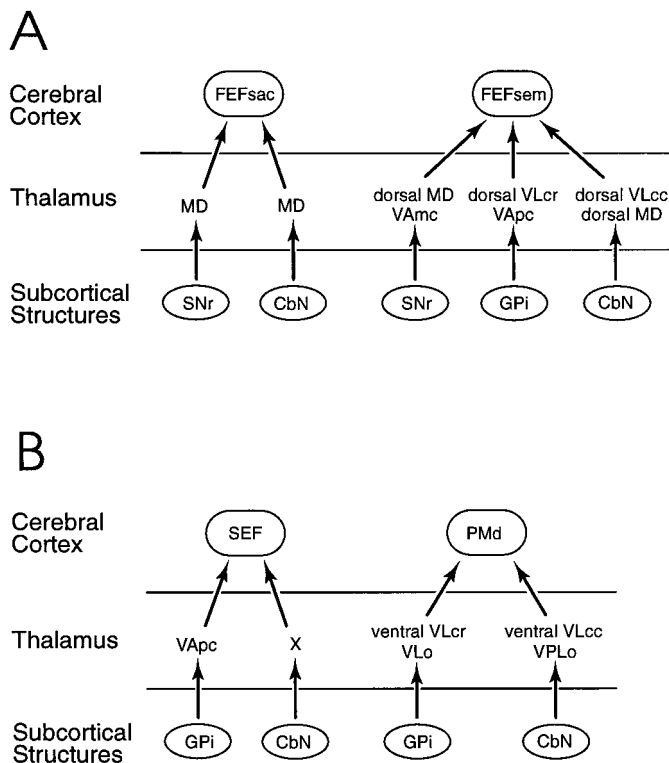 A
Cerebral
Cortex
FEFsac
FEFsem
Thalamus
MD
MD
dorsal MD
VAmc
dorsal VLcr
VApc
dorsal VLcc
dorsal MD
Subcortical
Structures
SNr
CbN
SNr
GPi
CbN
B
Cerebral
Cortex
SEF
PMd
Thalamus
VApc
X
ventral VLcr
VLo
ventral VLcc
VPLo
Subcortical
Structures
GPi
CbN
GPi
CbN